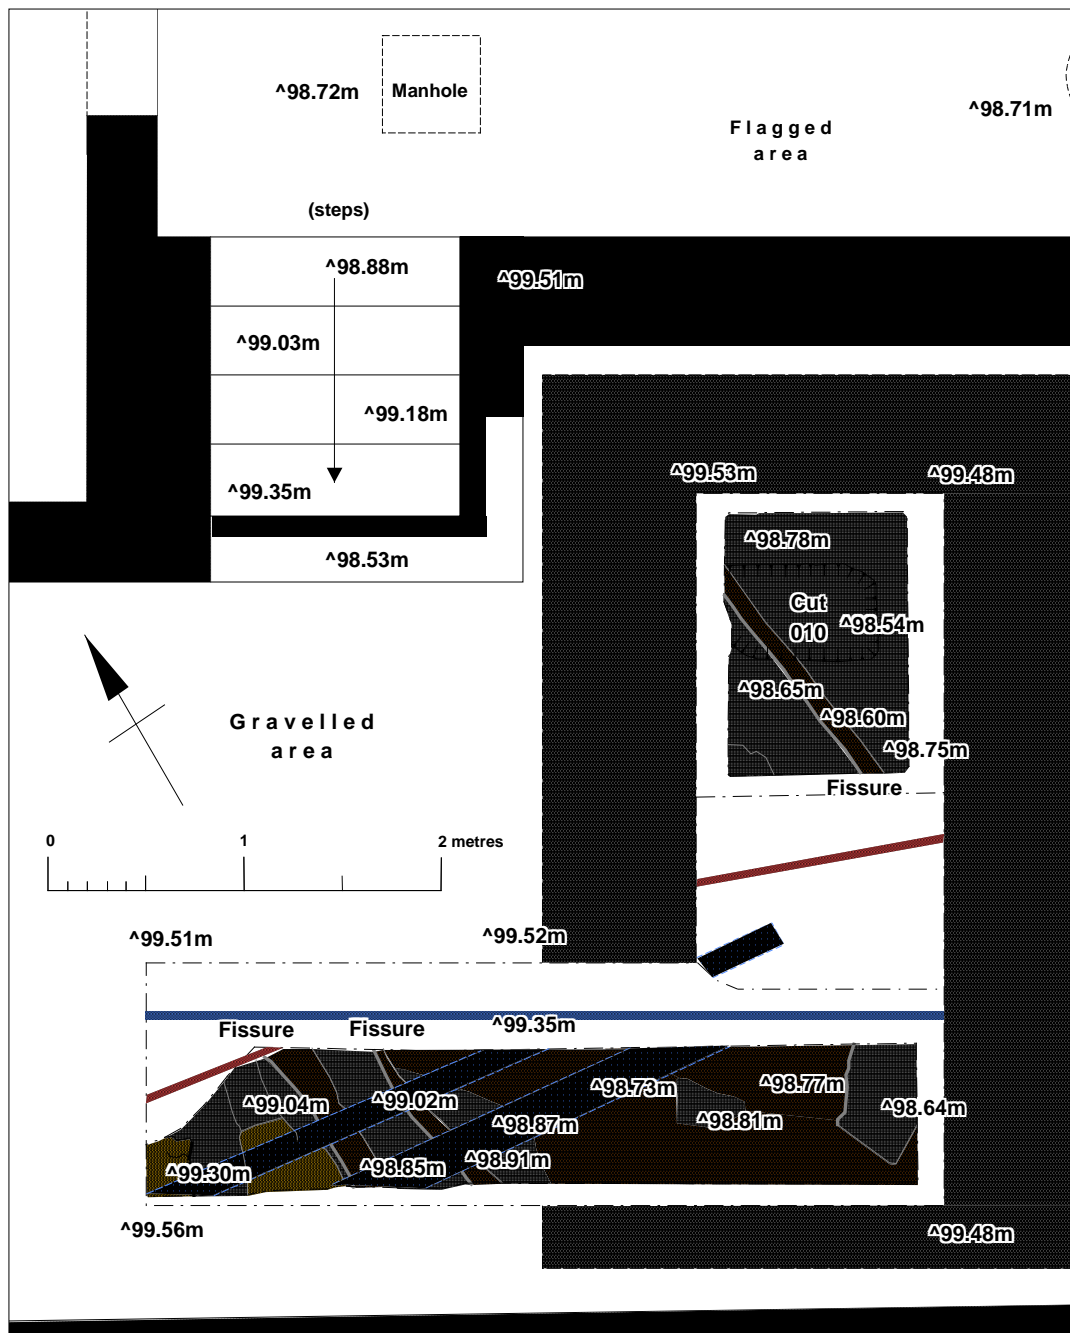 ^98.72m
Manhole
^98.71m
Flagged
area
(steps)
^98.88m
^99.51m
^99.03m
^99.18m
^99.35m
^99.53m
^99.48m
^98.78m
^98.53m
Cut
010
^98.54m
^98.65m
^98.60m
^98.75m
Fissure
Gravelled
area
0 1 2 metres
^99.51m
^99.52m
Fissure
Fissure
^99.35m
^99.04m
^99.02m
^98.73m
^98.77m
^98.87m
^98.81m
^98.64m
^99.30m
^98.85m
^98.91m
^99.56m
^99.48m